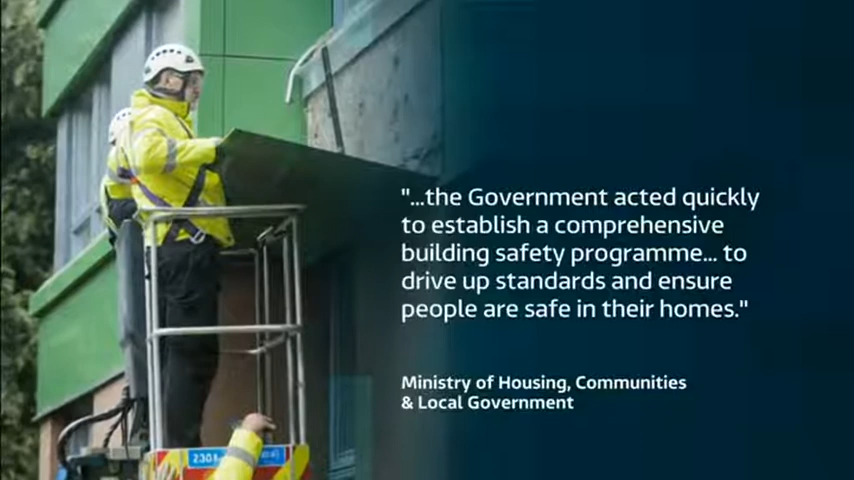 "...the Government acted quickly
to establish a comprehensive
building safety programme... to
drive up standards and ensure
people are safe in their homes."
Ministry of Housing, Communities
& Local Government